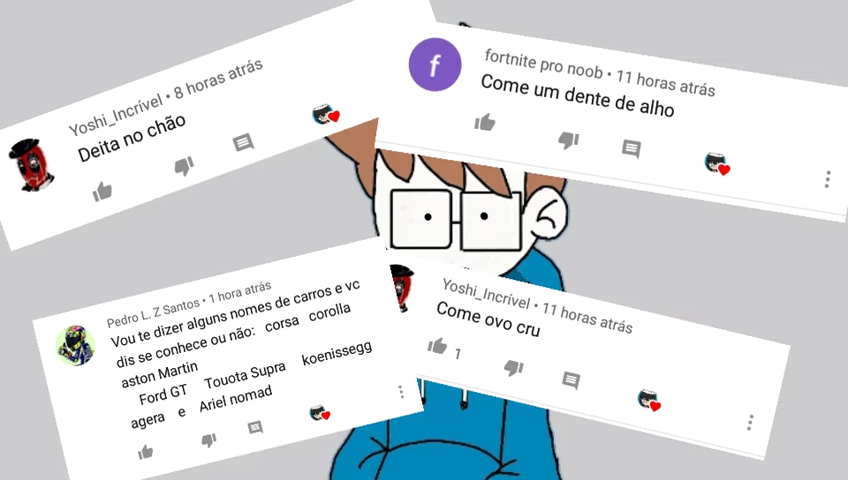 Yoshi_Incrível • 8 horas atrás
Deita no chão
f
fortnite pro noob • 11 horas atrás
Come um dente de alho
Pedro L. Z Santos • 1 hora atrás
Vou te dizer alguns nomes de carros e vc
dis se conhece ou não: corsa corolla
aston Martin
Ford GT Touota Supra koenissegg
agera e Ariel nomad
Yoshi_Incrível • 11 horas atrás
Come ovo cru
1